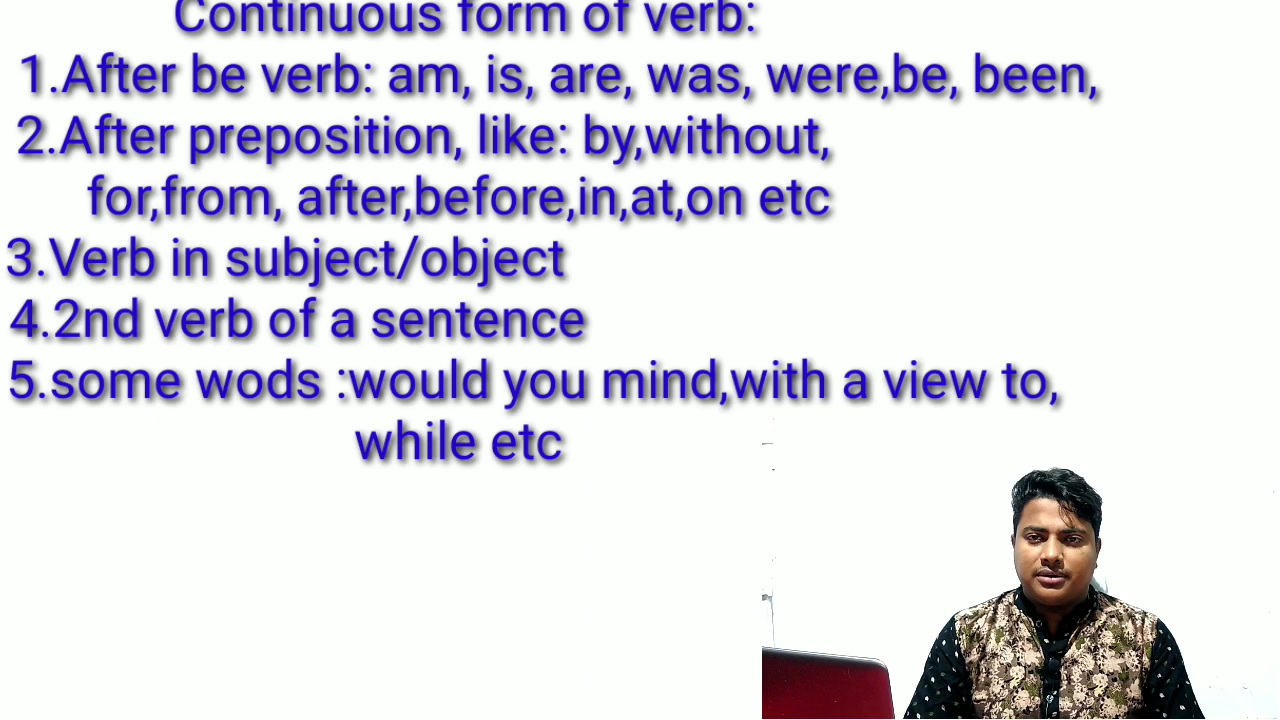 Continuous form of verb:
1.After be verb: am, is, are, was, were,be, been,
2.After preposition, like: by,without,
for,from, after,before,in,at,on etc
3.Verb in subject/object
4.2nd verb of a sentence
5.some wods :would you mind,with a view to,
while etc